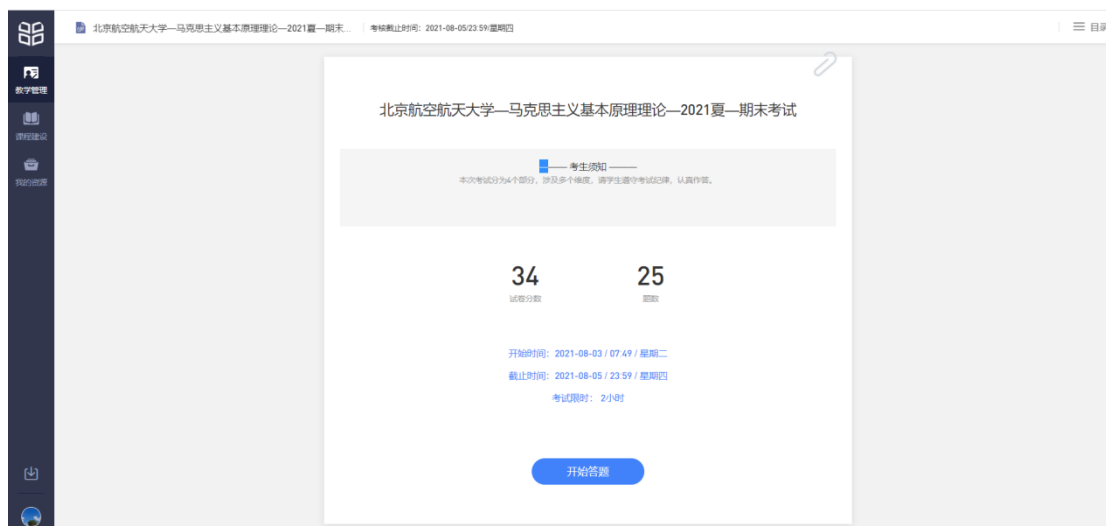 北京航空航天大学—马克思主义基本原理理论—2021夏—期末...
考核截止时间：2021-08-05/23:59/星期四
目录
教学管理
课程建设
我的资源
北京航空航天大学—马克思主义基本原理理论—2021夏—期末考试
—— 考生须知 ——
本次考试分为4个部分，涉及多个维度，请学生遵守考试纪律，认真作答。
34
25
试卷分数
题数
开始时间：2021-08-03 / 07:49 / 星期二
截止时间：2021-08-05 / 23:59 / 星期四
考试限时： 2小时
开始答题